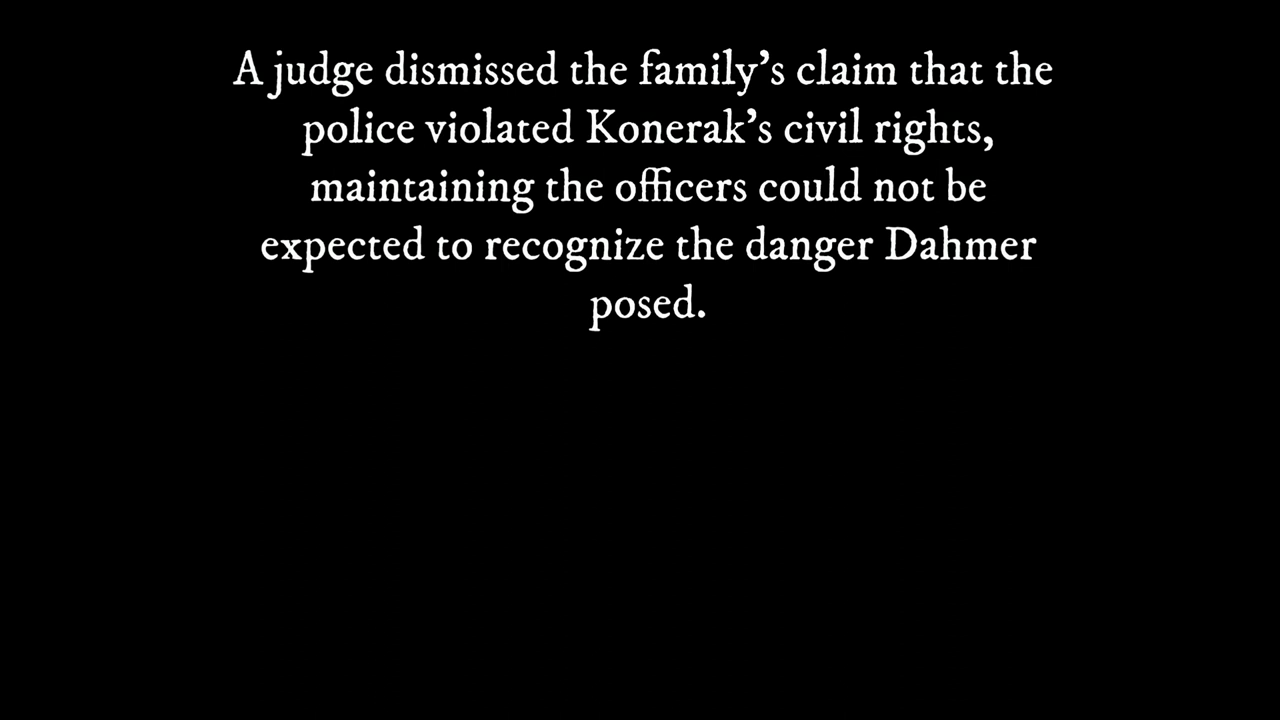 A judge dismissed the family’s claim that the
police violated Konerak’s civil rights,
maintaining the officers could not be
expected to recognize the danger Dahmer
posed.